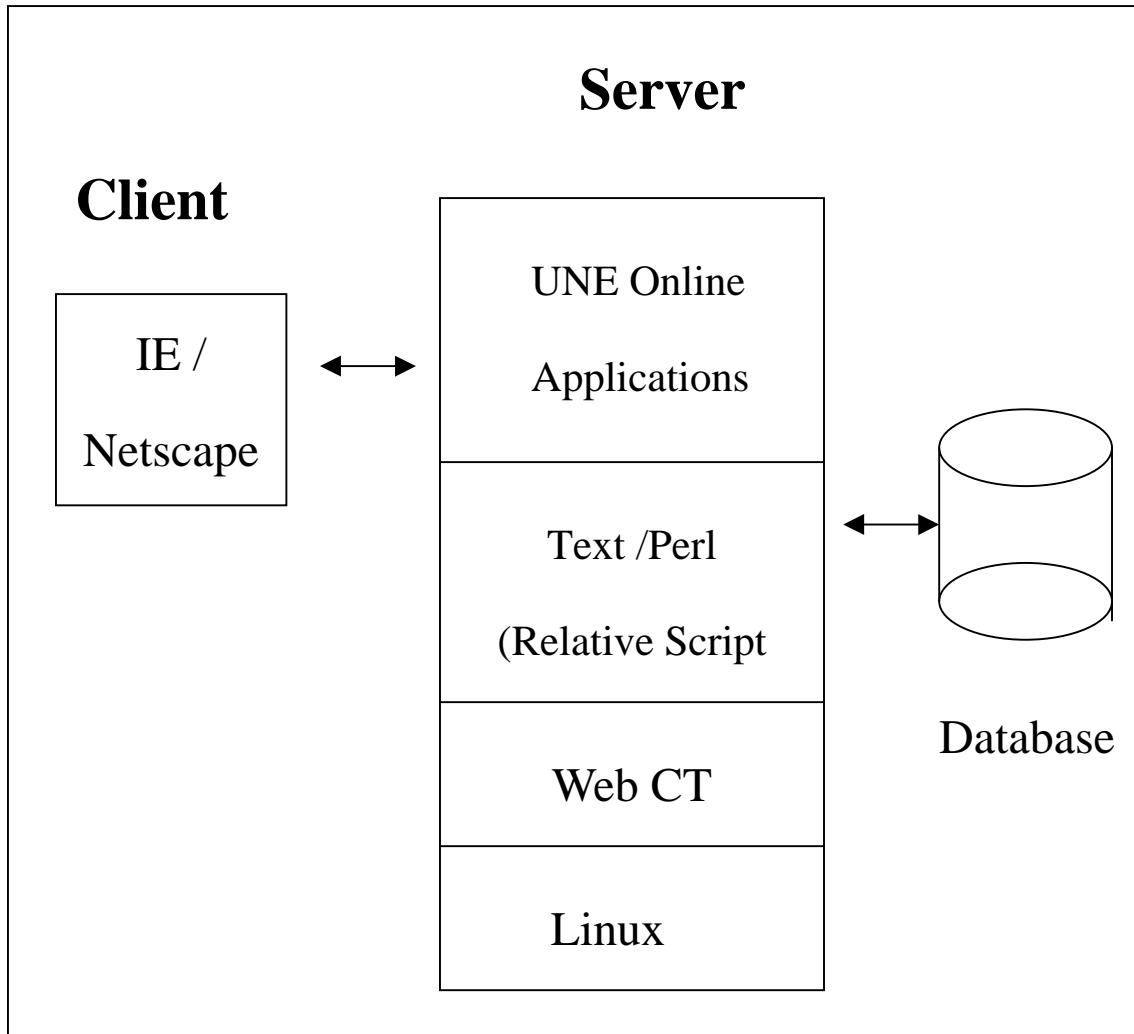 Server
Client
UNE Online
Applications
IE /
Netscape
Text /Perl
(Relative Script
Database
Web CT
Linux